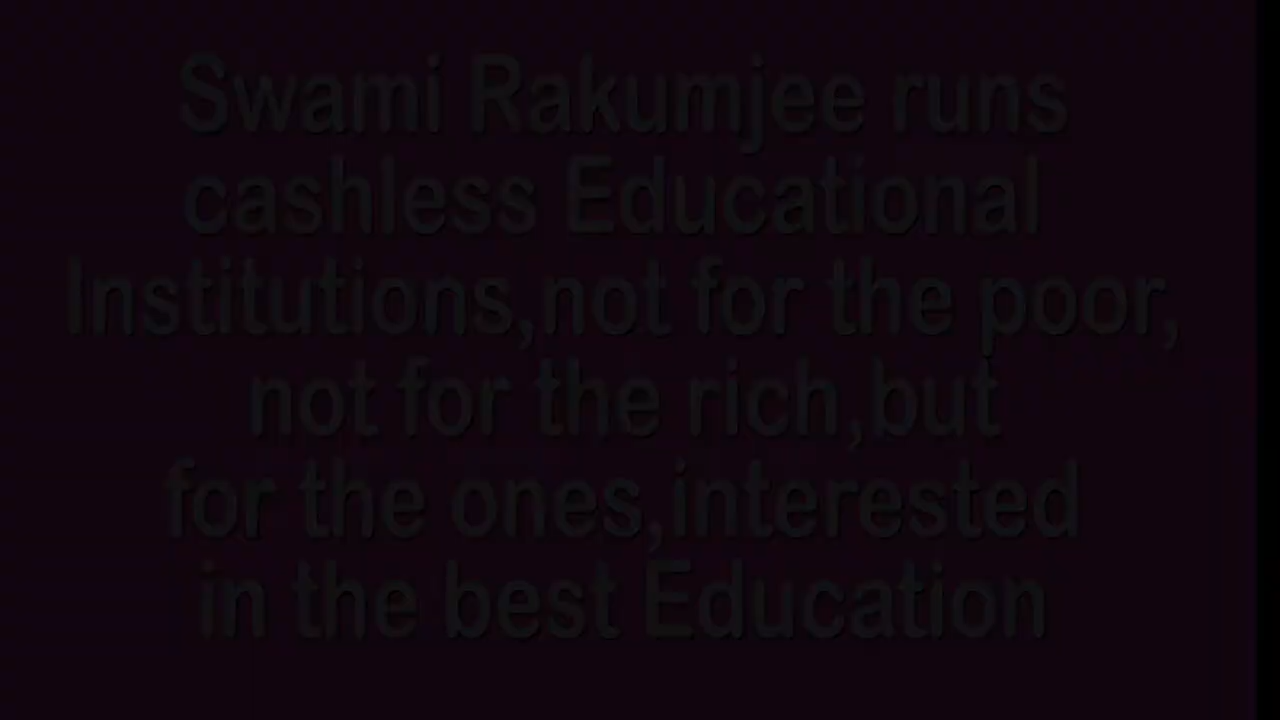 Swami Rakumjee runs
cashless Educational
Institutions,not for the poor,
not for the rich,but
for the ones,interested
in the best Education